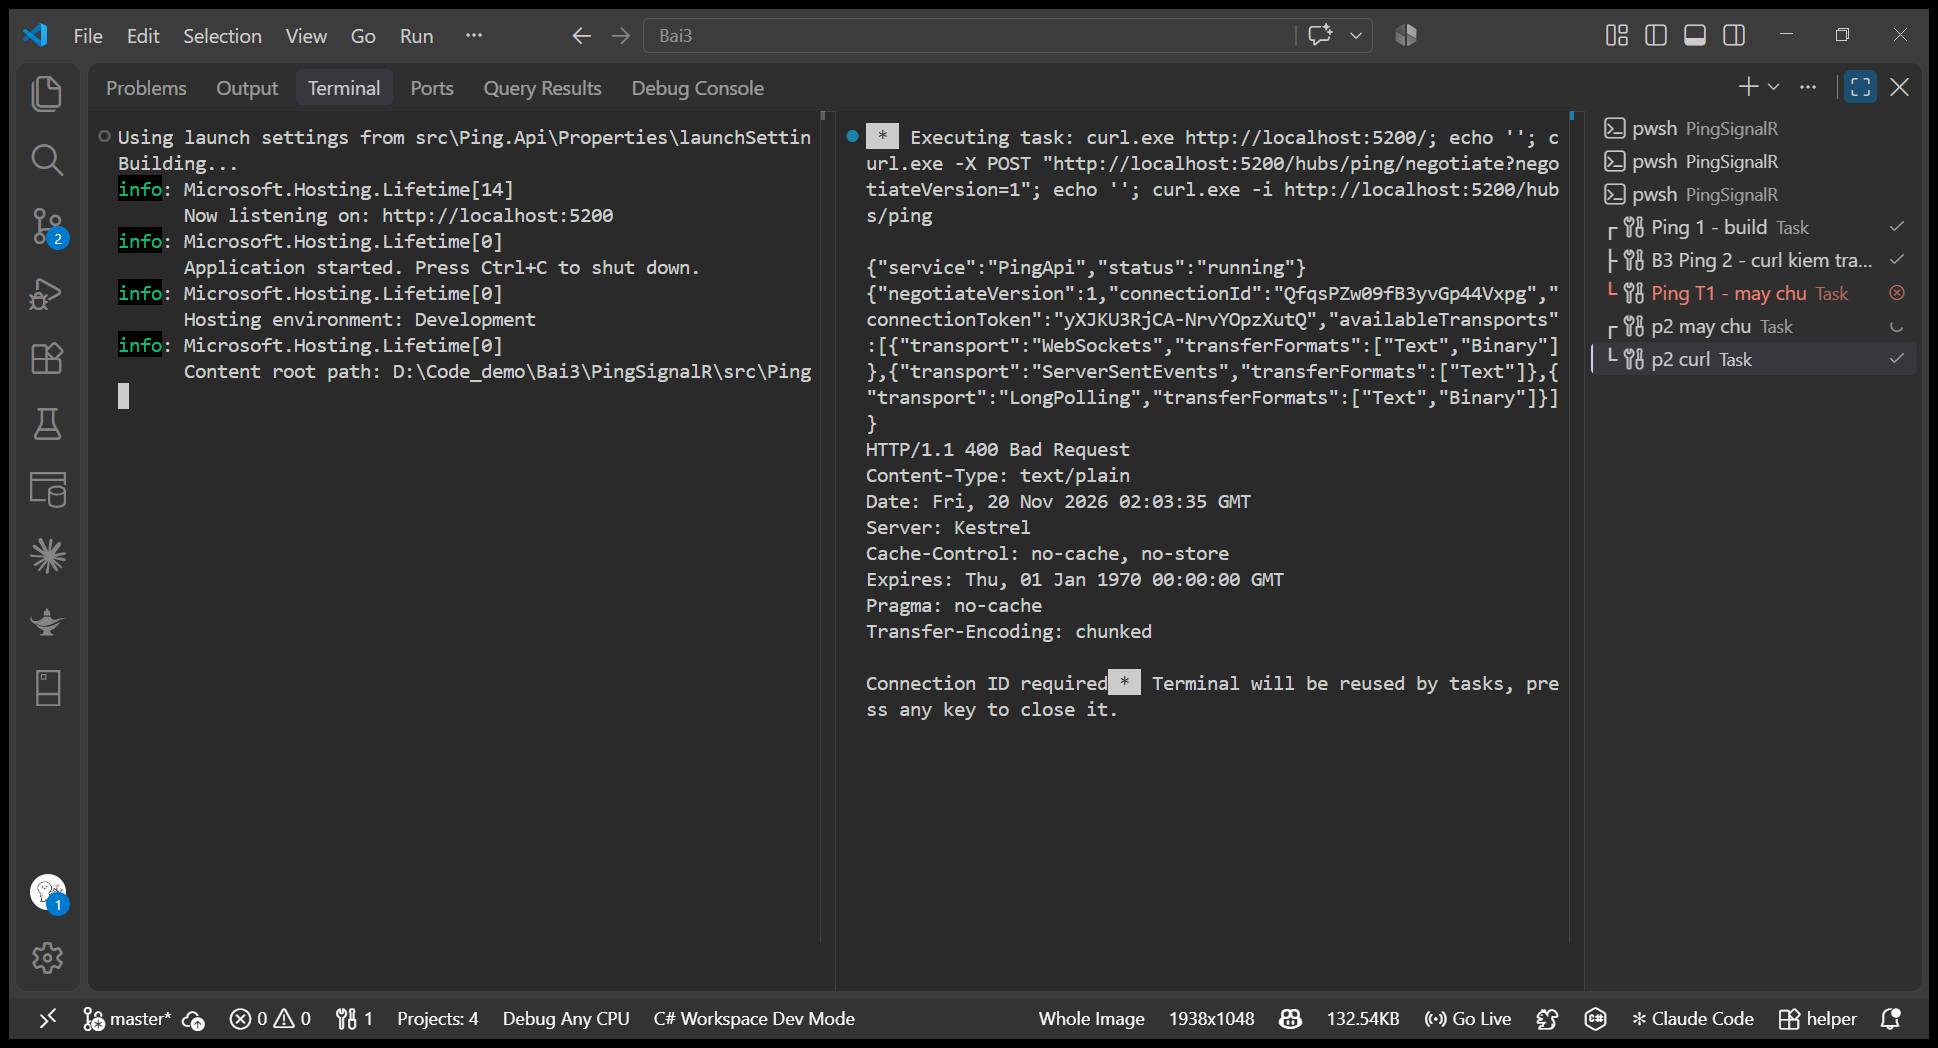 File Edit Selection View Go Run ··· Bai3
Problems Output Terminal Ports Query Results Debug Console
Using launch settings from src\Ping.Api\Properties\launchSettin
Building...
info: Microsoft.Hosting.Lifetime[14]
Now listening on: http://localhost:5200
info: Microsoft.Hosting.Lifetime[0]
Application started. Press Ctrl+C to shut down.
info: Microsoft.Hosting.Lifetime[0]
Hosting environment: Development
info: Microsoft.Hosting.Lifetime[0]
Content root path: D:\Code_demo\Bai3\PingSignalR\src\Ping
* Executing task: curl.exe http://localhost:5200/; echo ''; c
url.exe -X POST "http://localhost:5200/hubs/ping/negotiate?nego
tiateVersion=1"; echo ''; curl.exe -i http://localhost:5200/hub
s/ping
{"service":"PingApi","status":"running"}
{"negotiateVersion":1,"connectionId":"QfqsPZw09fB3yvGp44Vxpg","
connectionToken":"yXJKU3RjCA-NrvYOpzXutQ","availableTransports"
:[{"transport":"WebSockets","transferFormats":["Text","Binary"]
},{"transport":"ServerSentEvents","transferFormats":["Text"]},{
"transport":"LongPolling","transferFormats":["Text","Binary"]}]
}
HTTP/1.1 400 Bad Request
Content-Type: text/plain
Date: Fri, 20 Nov 2026 02:03:35 GMT
Server: Kestrel
Cache-Control: no-cache, no-store
Expires: Thu, 01 Jan 1970 00:00:00 GMT
Pragma: no-cache
Transfer-Encoding: chunked
Connection ID required * Terminal will be reused by tasks, pre
ss any key to close it.
pwsh PingSignalR
pwsh PingSignalR
pwsh PingSignalR
Ping 1 - build Task
B3 Ping 2 - curl kiem tra...
Ping T1 - may chu Task
p2 may chu Task
p2 curl Task
2
1
master* 0 0 1 Projects: 4 Debug Any CPU C# Workspace Dev Mode Whole Image 1938x1048 132.54KB Go Live C# Claude Code helper